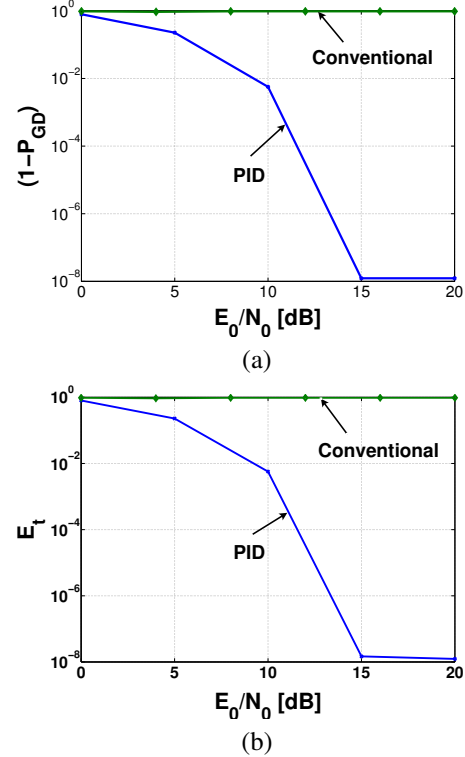 10^0
10^-2
10^-4
10^-6
10^-8
(1−P_GD)
Conventional
PID
0 5 10 15 20
E_0/N_0 [dB]
(a)
10^0
10^-2
10^-4
10^-6
10^-8
E_t
Conventional
PID
0 5 10 15 20
E_0/N_0 [dB]
(b)